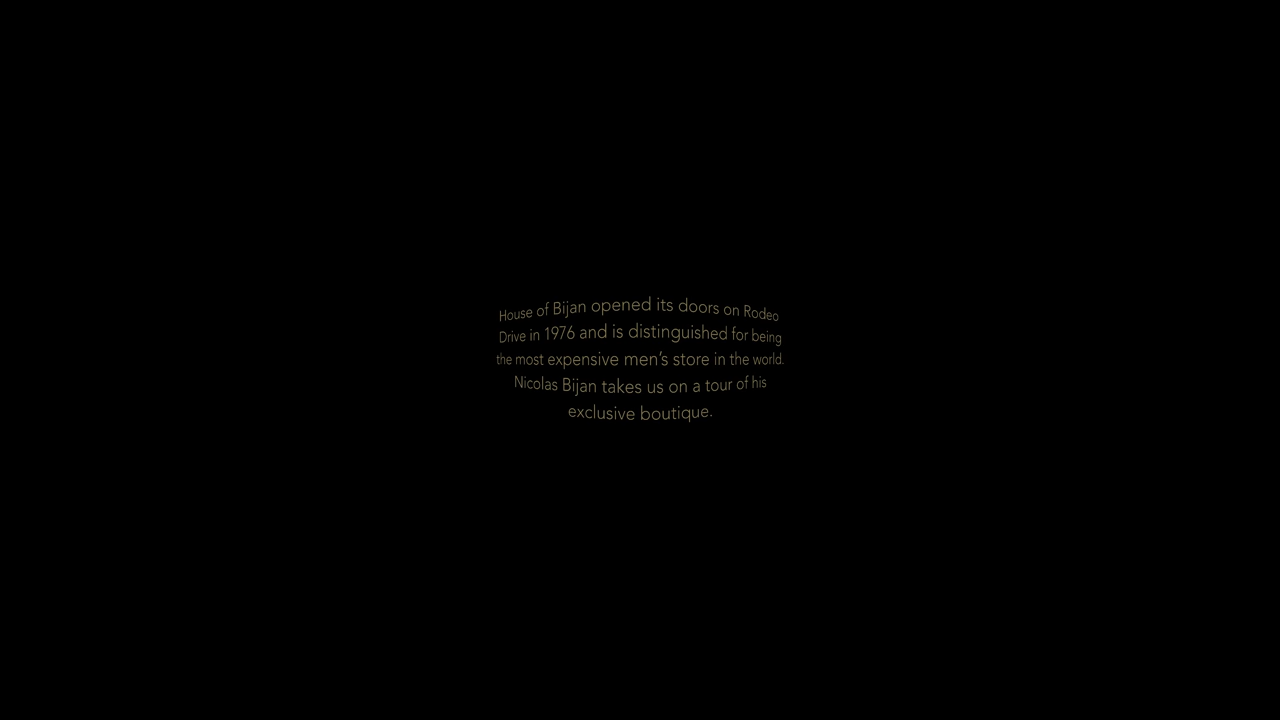 House of Bijan opened its doors on Rodeo
Drive in 1976 and is distinguished for being
the most expensive men's store in the world.
Nicolas Bijan takes us on a tour of his
exclusive boutique.